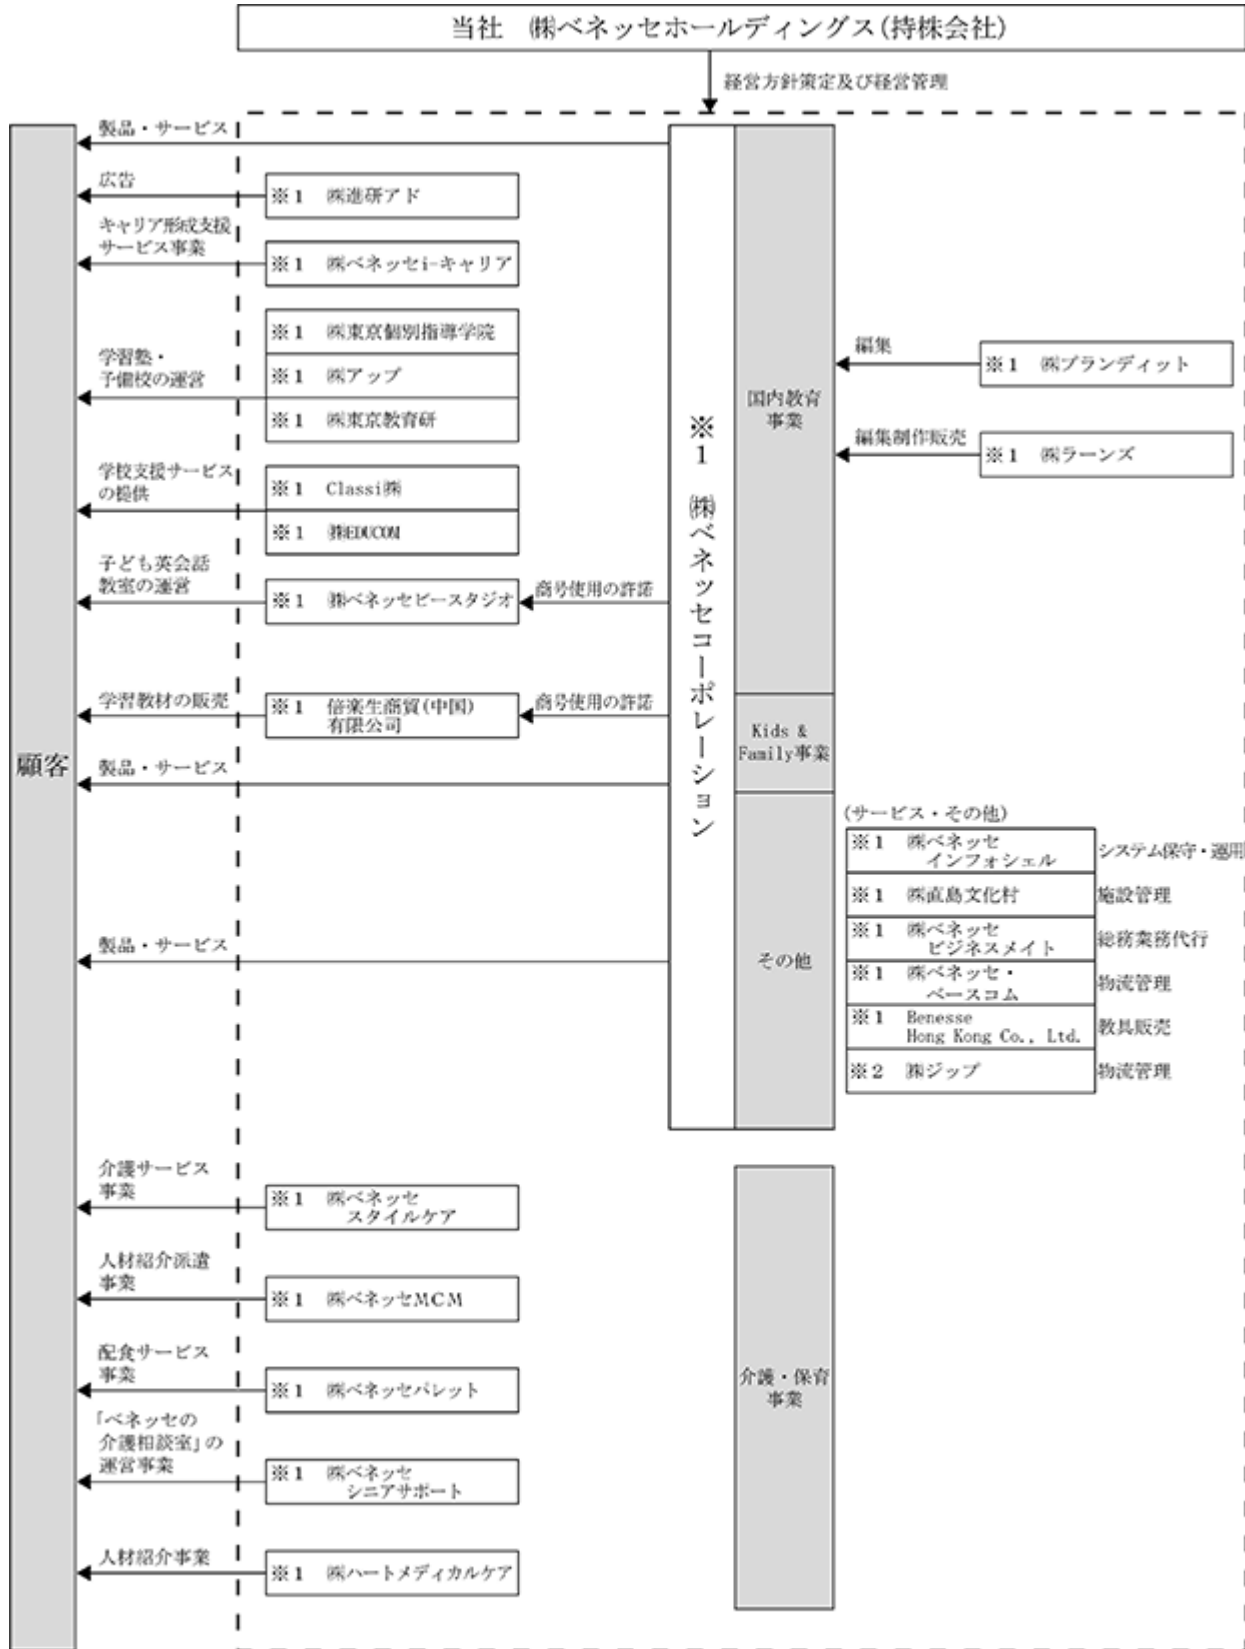 当社　㈱ベネッセホールディングス(持株会社)
経営方針策定及び経営管理
顧客
製品・サービス
広告
※1　㈱進研アド
キャリア形成支援
サービス事業
※1　㈱ベネッセi-キャリア
学習塾・
予備校の運営
※1　㈱東京個別指導学院
※1　㈱アップ
※1　㈱東京教育研
学校支援サービス
の提供
※1　Classi㈱
※1　㈱EDUCOM
子ども英会話
教室の運営
※1　㈱ベネッセビースタジオ
商号使用の許諾
学習教材の販売
※1　倍楽生商貿(中国)
有限公司
商号使用の許諾
製品・サービス
製品・サービス
※1　㈱ベネッセコーポレーション
国内教育
事業
編集
※1　㈱プランディット
編集制作販売
※1　㈱ラーンズ
Kids &
Family事業
その他
(サービス・その他)
※1　㈱ベネッセ
インフォシェル
システム保守・運用
※1　㈱直島文化村
施設管理
※1　㈱ベネッセ
ビジネスメイト
総務業務代行
※1　㈱ベネッセ・
ベースコム
物流管理
※1　Benesse
Hong Kong Co., Ltd.
教具販売
※2　㈱ジップ
物流管理
介護サービス
事業
※1　㈱ベネッセ
スタイルケア
人材紹介派遣
事業
※1　㈱ベネッセMCM
配食サービス
事業
※1　㈱ベネッセパレット
「ベネッセの
介護相談室」の
運営事業
※1　㈱ベネッセ
シニアサポート
人材紹介事業
※1　㈱ハートメディカルケア
介護・保育
事業